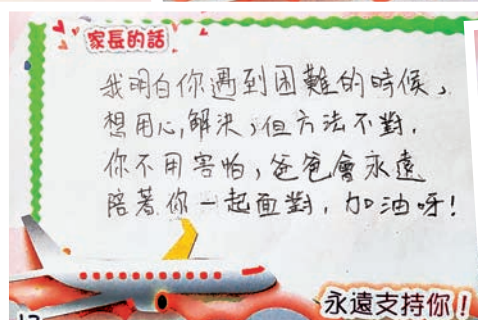 家長的話
我明白你遇到困難的時候，
想用心解決，但方法不對，
你不用害怕，爸爸會永遠
陪著你一起面對，加油呀！
永遠支持你！